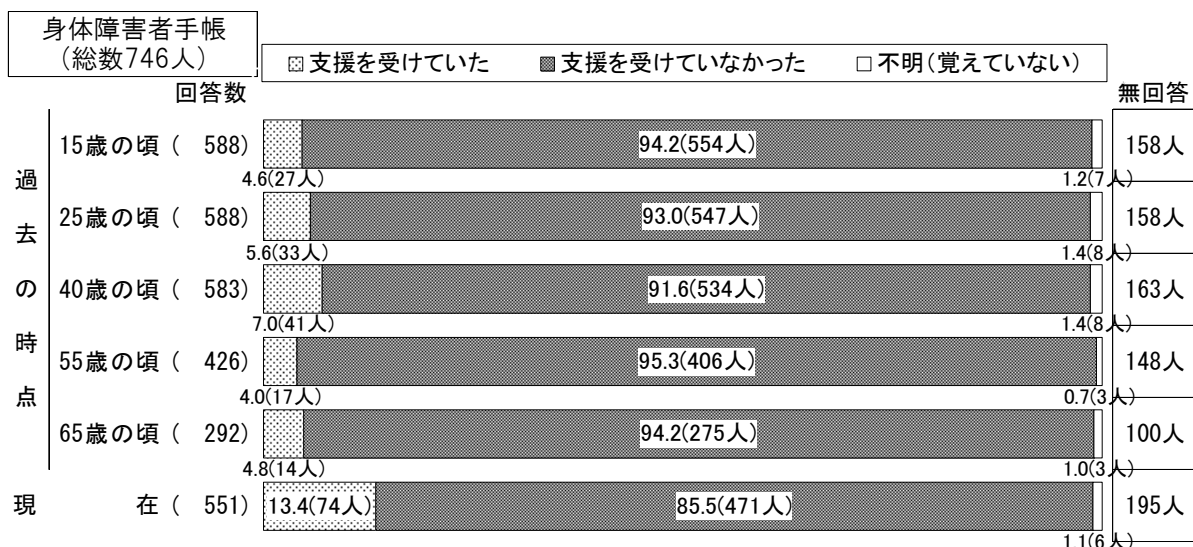 身体障害者手帳
（総数746人）
支援を受けていた 支援を受けていなかった 不明（覚えていない）
回答数 無回答
過去の時点
15歳の頃（ 588） 94.2(554人) 158人
4.6(27人) 1.2(7人)
25歳の頃（ 588） 93.0(547人) 158人
5.6(33人) 1.4(8人)
40歳の頃（ 583） 91.6(534人) 163人
7.0(41人) 1.4(8人)
55歳の頃（ 426） 95.3(406人) 148人
4.0(17人) 0.7(3人)
65歳の頃（ 292） 94.2(275人) 100人
4.8(14人) 1.0(3人)
現在（ 551） 13.4(74人) 85.5(471人) 195人
1.1(6人)